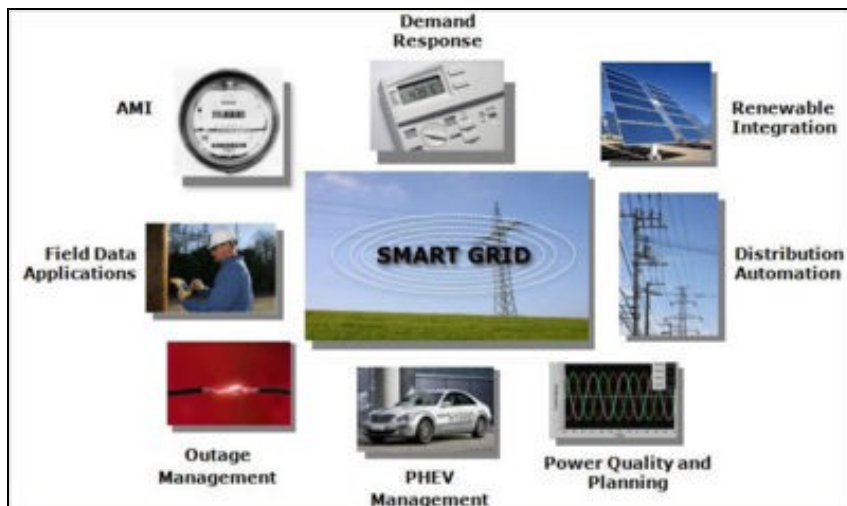 Demand
Response
AMI
Renewable
Integration
SMART GRID
Field Data
Applications
Distribution
Automation
Outage
Management
PHEV
Management
Power Quality and
Planning